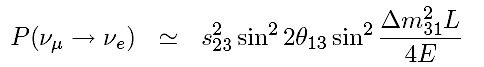 P(ν_μ → ν_e) ≃ s²₂₃ sin² 2θ₁₃ sin² Δm²₃₁L / 4E